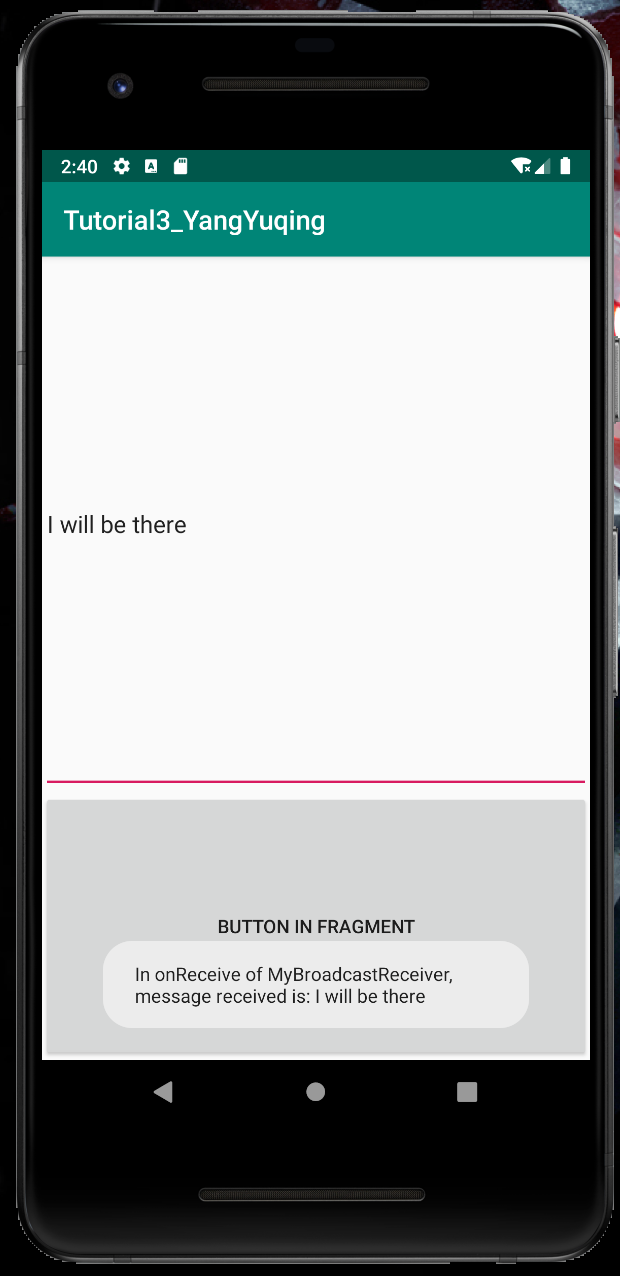 2:40
Tutorial3_YangYuqing
I will be there
BUTTON IN FRAGMENT
In onReceive of MyBroadcastReceiver,
message received is: I will be there